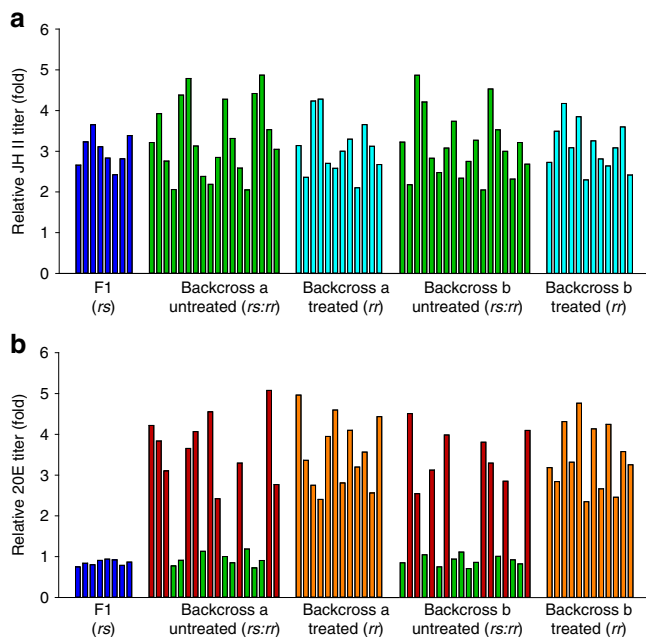 a
Relative JH II titer (fold)
6
5
4
3
2
1
0
F1
(rs)
Backcross a
untreated (rs:rr)
Backcross a
treated (rr)
Backcross b
untreated (rs:rr)
Backcross b
treated (rr)
b
Relative 20E titer (fold)
6
5
4
3
2
1
0
F1
(rs)
Backcross a
untreated (rs:rr)
Backcross a
treated (rr)
Backcross b
untreated (rs:rr)
Backcross b
treated (rr)